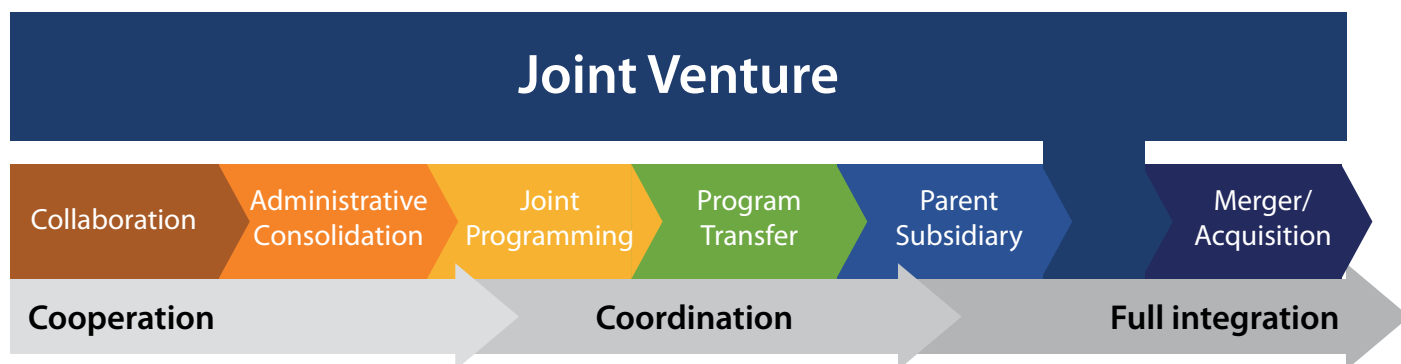 Joint Venture
Collaboration
Administrative
Consolidation
Joint
Programming
Program
Transfer
Parent
Subsidiary
Merger/
Acquisition
Cooperation
Coordination
Full integration